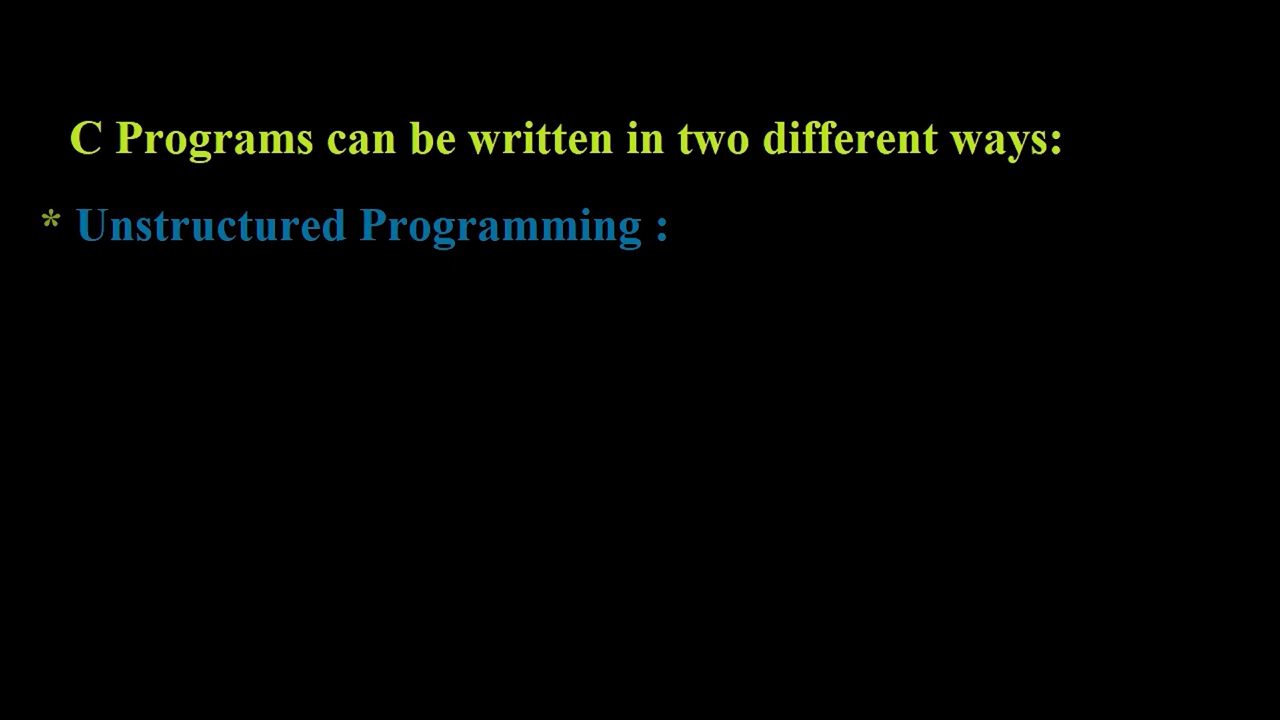 C Programs can be written in two different ways:
* Unstructured Programming :